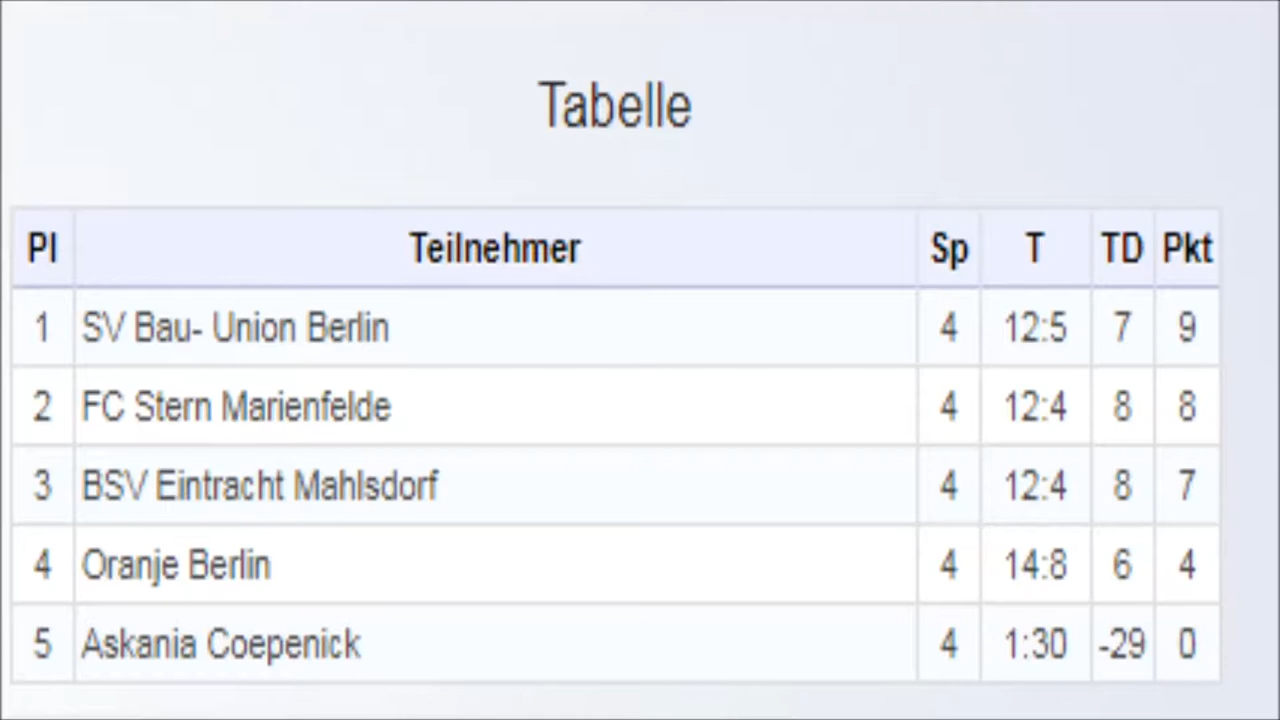 Tabelle
Pl Teilnehmer Sp T TD Pkt
1 SV Bau- Union Berlin 4 12:5 7 9
2 FC Stern Marienfelde 4 12:4 8 8
3 BSV Eintracht Mahlsdorf 4 12:4 8 7
4 Oranje Berlin 4 14:8 6 4
5 Askania Coepenick 4 1:30 -29 0